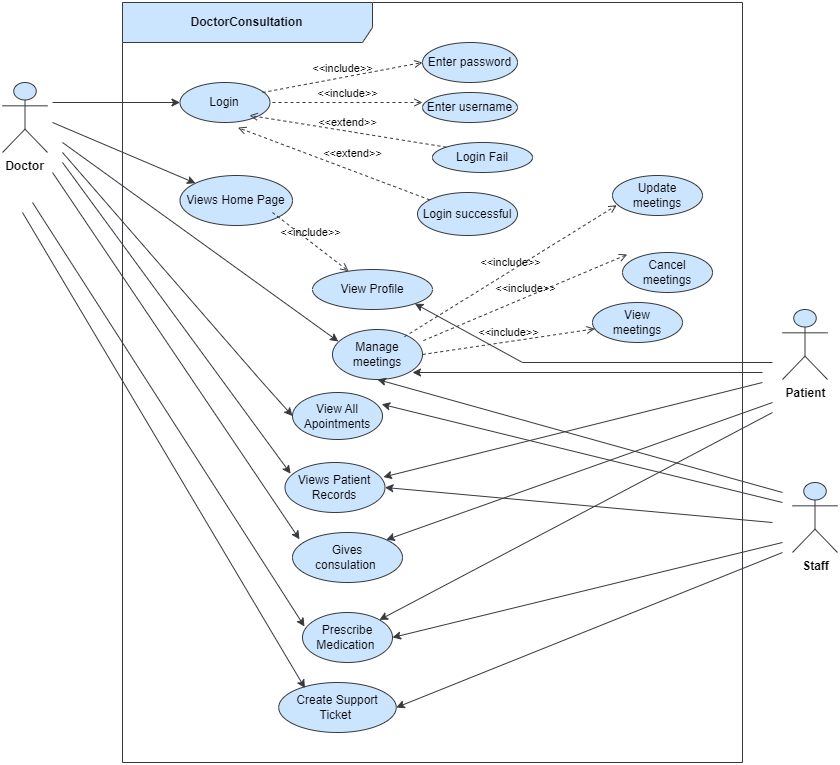 DoctorConsultation
<<include>>
Enter password
Login
<<include>>
Enter username
<<extend>>
Login Fail
<<extend>>
Doctor
Views Home Page
Login successful
Update
meetings
<<include>>
<<include>>
Cancel
meetings
<<include>>
View Profile
View
meetings
<<include>>
Manage
meetings
Patient
View All
Apointments
Views Patient
Records
Gives
consulation
Staff
Prescribe
Medication
Create Support
Ticket